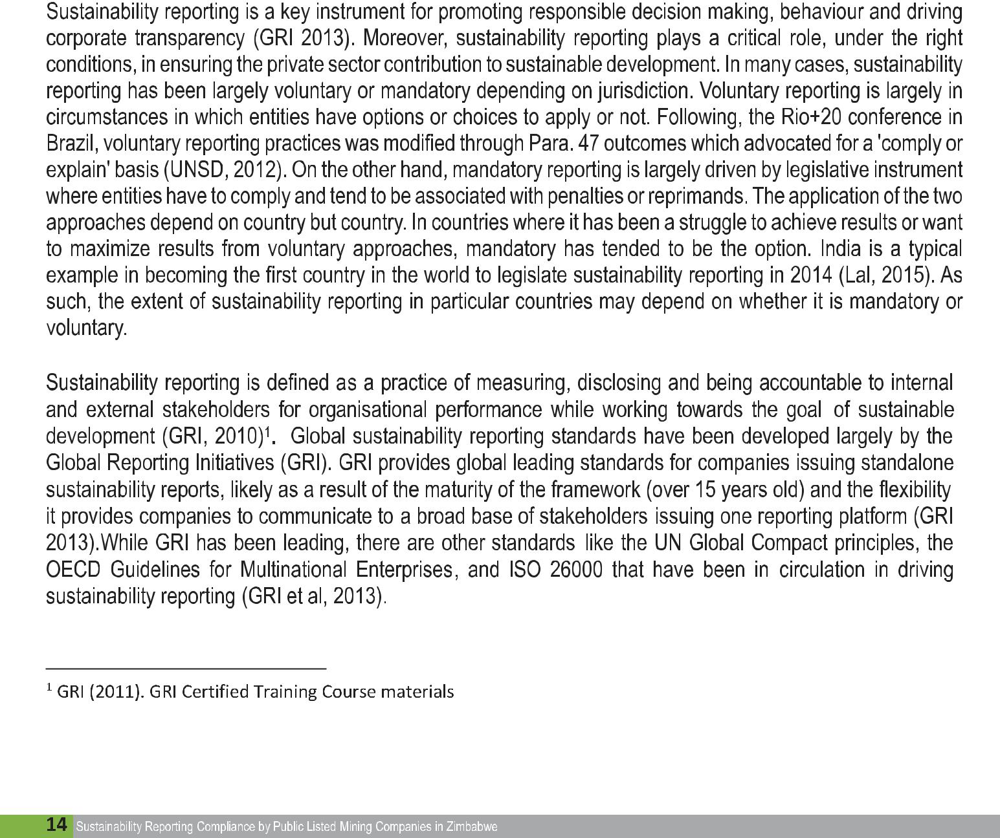 Sustainability reporting is a key instrument for promoting responsible decision making, behaviour and driving
corporate transparency (GRI 2013). Moreover, sustainability reporting plays a critical role, under the right
conditions, in ensuring the private sector contribution to sustainable development. In many cases, sustainability
reporting has been largely voluntary or mandatory depending on jurisdiction. Voluntary reporting is largely in
circumstances in which entities have options or choices to apply or not. Following, the Rio+20 conference in
Brazil, voluntary reporting practices was modified through Para. 47 outcomes which advocated for a 'comply or
explain' basis (UNSD, 2012). On the other hand, mandatory reporting is largely driven by legislative instrument
where entities have to comply and tend to be associated with penalties or reprimands. The application of the two
approaches depend on country but country. In countries where it has been a struggle to achieve results or want
to maximize results from voluntary approaches, mandatory has tended to be the option. India is a typical
example in becoming the first country in the world to legislate sustainability reporting in 2014 (Lal, 2015). As
such, the extent of sustainability reporting in particular countries may depend on whether it is mandatory or
voluntary.
Sustainability reporting is defined as a practice of measuring, disclosing and being accountable to internal
and external stakeholders for organisational performance while working towards the goal of sustainable
development (GRI, 2010)¹. Global sustainability reporting standards have been developed largely by the
Global Reporting Initiatives (GRI). GRI provides global leading standards for companies issuing standalone
sustainability reports, likely as a result of the maturity of the framework (over 15 years old) and the flexibility
it provides companies to communicate to a broad base of stakeholders issuing one reporting platform (GRI
2013).While GRI has been leading, there are other standards like the UN Global Compact principles, the
OECD Guidelines for Multinational Enterprises, and ISO 26000 that have been in circulation in driving
sustainability reporting (GRI et al, 2013).
¹ GRI (2011). GRI Certified Training Course materials
14 Sustainability Reporting Compliance by Public Listed Mining Companies in Zimbabwe